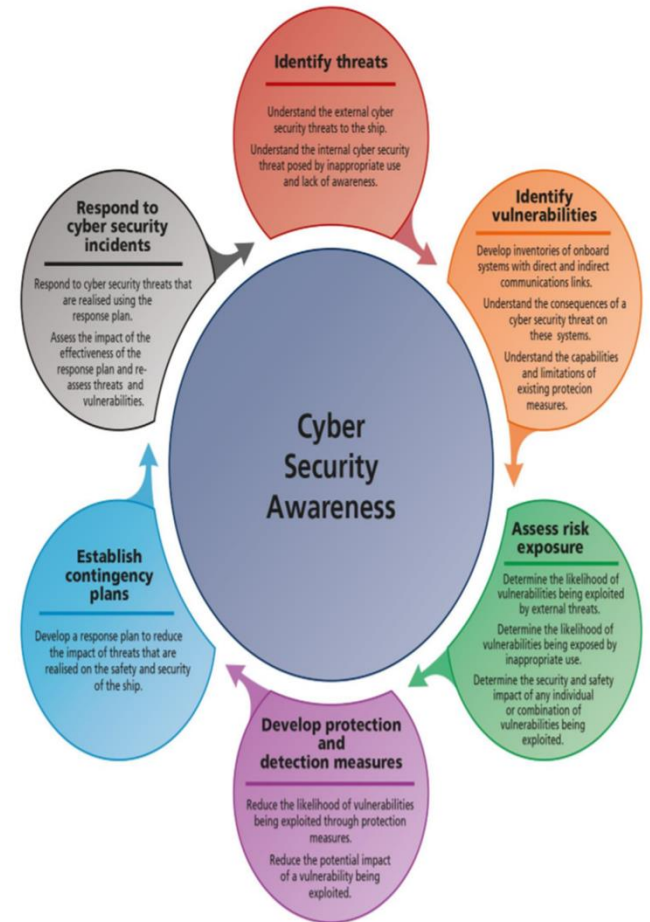 Identify threats
Understand the external cyber
security threats to the ship.
Understand the internal cyber security
threat posed by inappropriate use
and lack of awareness.
Identify
vulnerabilities
Develop inventories of onboard
systems with direct and indirect
communications links.
Understand the consequences of a
cyber security threat on
these systems.
Understand the capabilities
and limitations of
existing protecion
measures.
Assess risk
exposure
Determine the likelihood of
vulnerabilities being exploited
by external threats.
Determine the likelihood of
vulnerabilities being exposed by
inappropriate use.
Determine the security and safety
impact of any individual
or combination of
vulnerabilities being
exploited.
Develop protection
and
detection measures
Reduce the likelihood of vulnerabilities
being exploited through protection
measures.
Reduce the potential impact
of a vulnerability being
exploited.
Establish
contingency
plans
Develop a response plan to reduce
the impact of threats that are
realised on the safety and security
of the ship.
Respond to
cyber security
incidents
Respond to cyber security threats that
are realised using the
response plan.
Assess the impact of the
effectiveness of the
response plan and re-
assess threats and
vulnerabilities.
Cyber
Security
Awareness